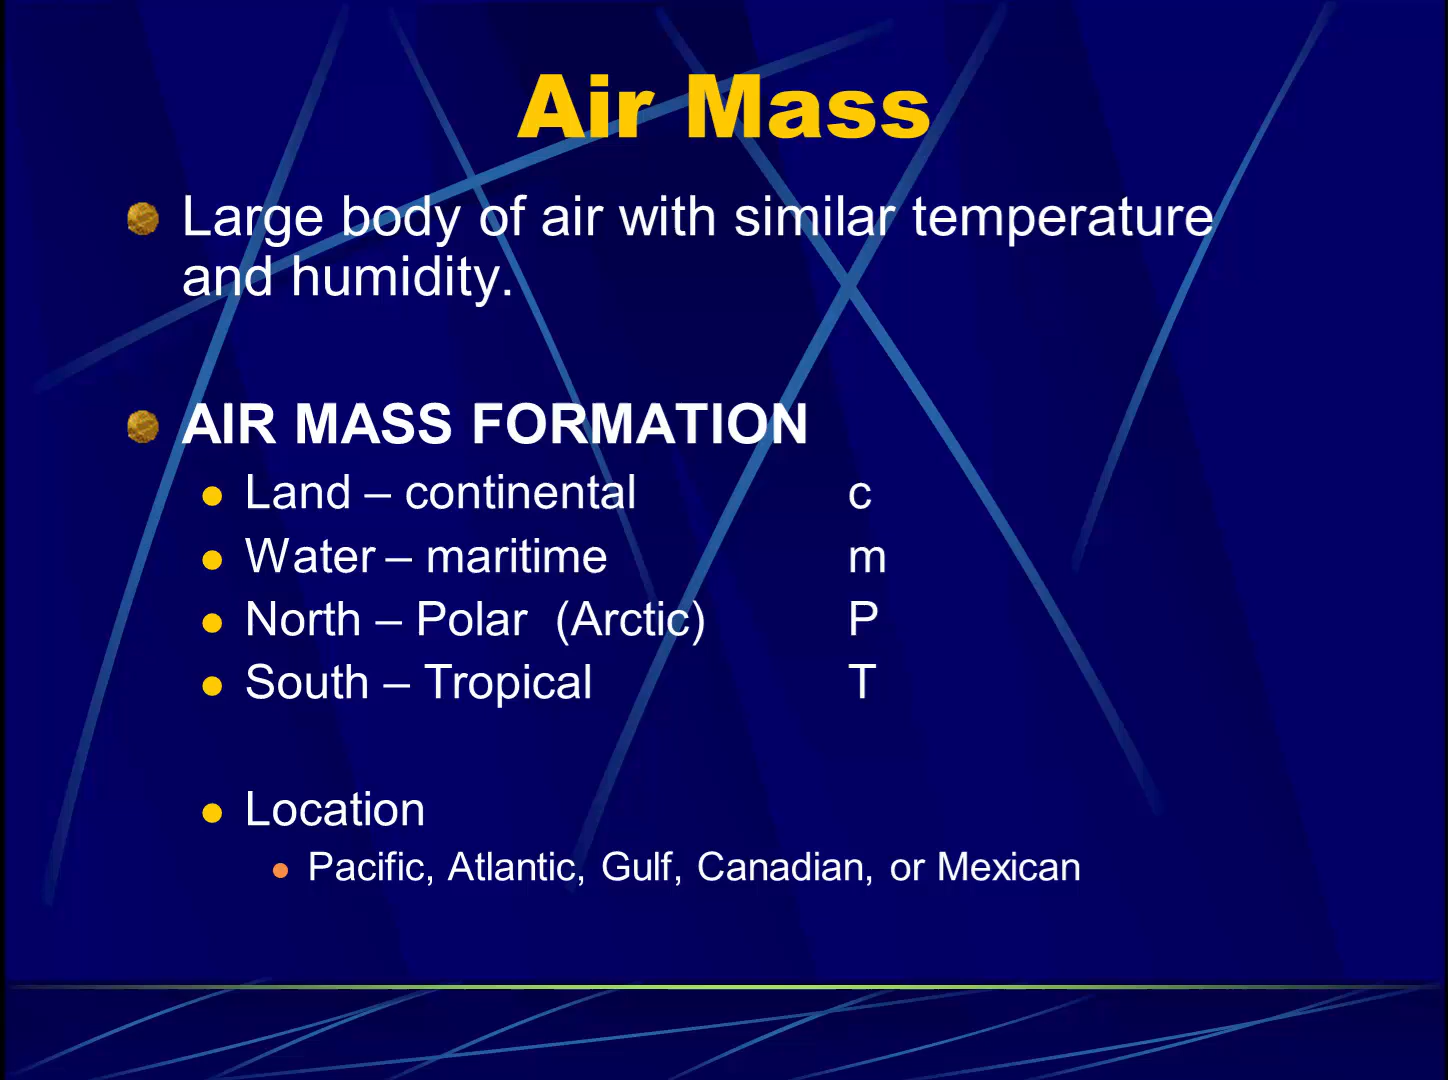 Air Mass
Large body of air with similar temperature
and humidity.
AIR MASS FORMATION
Land – continental c
Water – maritime m
North – Polar (Arctic) P
South – Tropical T
Location
Pacific, Atlantic, Gulf, Canadian, or Mexican